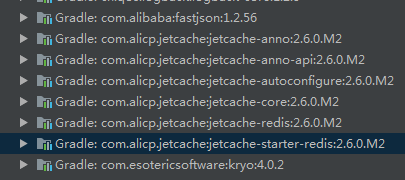 Gradle: com.alibaba:fastjson:1.2.56
Gradle: com.alicp.jetcache:jetcache-anno:2.6.0.M2
Gradle: com.alicp.jetcache:jetcache-anno-api:2.6.0.M2
Gradle: com.alicp.jetcache:jetcache-autoconfigure:2.6.0.M2
Gradle: com.alicp.jetcache:jetcache-core:2.6.0.M2
Gradle: com.alicp.jetcache:jetcache-redis:2.6.0.M2
Gradle: com.alicp.jetcache:jetcache-starter-redis:2.6.0.M2
Gradle: com.esotericsoftware:kryo:4.0.2